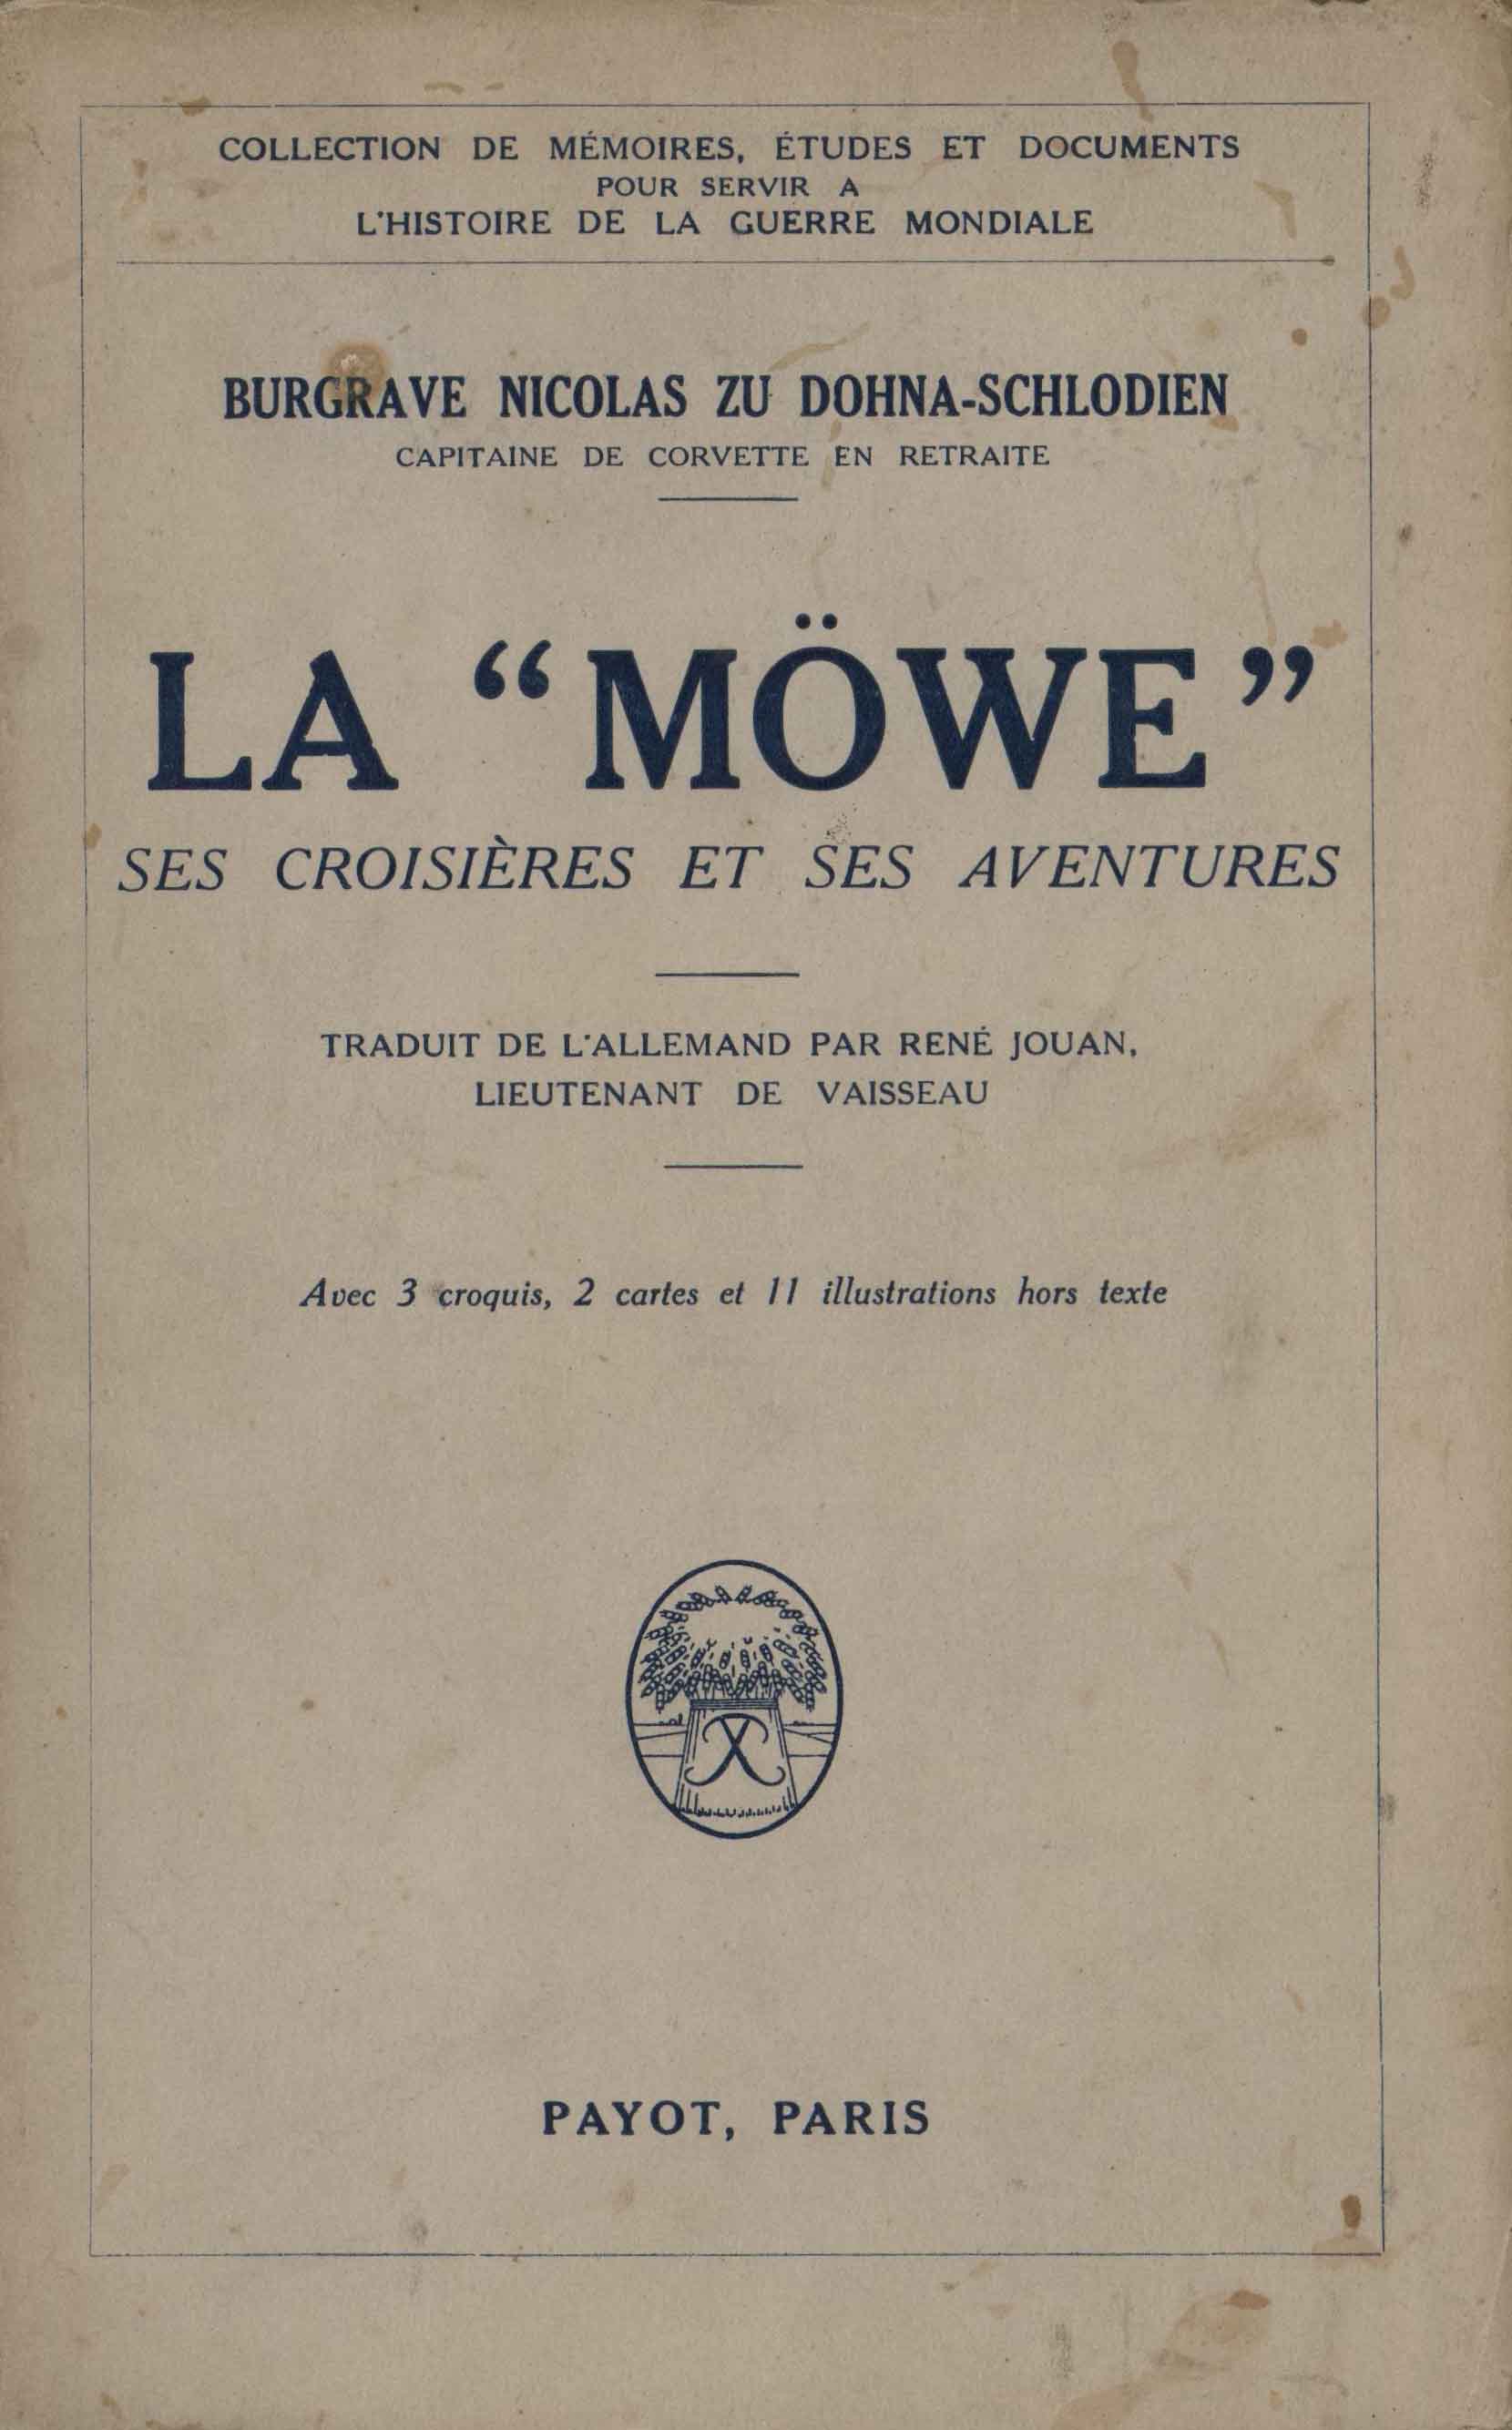 COLLECTION DE MÉMOIRES, ÉTUDES ET DOCUMENTS
POUR SERVIR A
L'HISTOIRE DE LA GUERRE MONDIALE
BURGRAVE NICOLAS ZU DOHNA-SCHLODIEN
CAPITAINE DE CORVETTE EN RETRAITE
LA “MÖWE”
SES CROISIÈRES ET SES AVENTURES
TRADUIT DE L'ALLEMAND PAR RENÉ JOUAN,
LIEUTENANT DE VAISSEAU
Avec 3 croquis, 2 cartes et 11 illustrations hors texte
PAYOT, PARIS